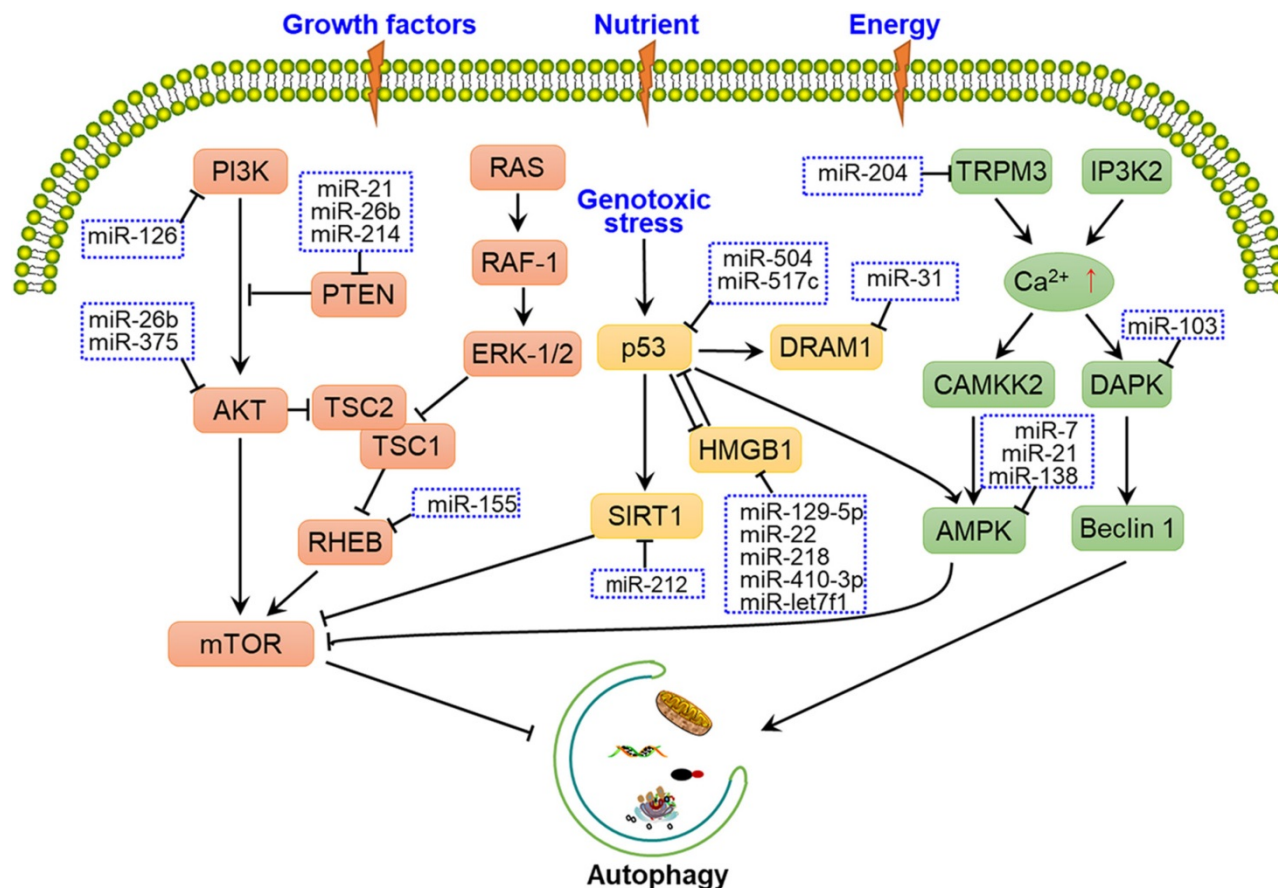 Growth factors
Nutrient
Energy
PI3K
miR-126
miR-21
miR-26b
miR-214
PTEN
miR-26b
miR-375
AKT
TSC2
TSC1
RAS
RAF-1
ERK-1/2
miR-155
RHEB
mTOR
Genotoxic
stress
miR-504
miR-517c
miR-31
p53
DRAM1
HMGB1
SIRT1
miR-212
miR-129-5p
miR-22
miR-218
miR-410-3p
miR-let7f1
miR-204
TRPM3
IP3K2
Ca²⁺ ↑
miR-103
CAMKK2
DAPK
miR-7
miR-21
miR-138
AMPK
Beclin 1
Autophagy